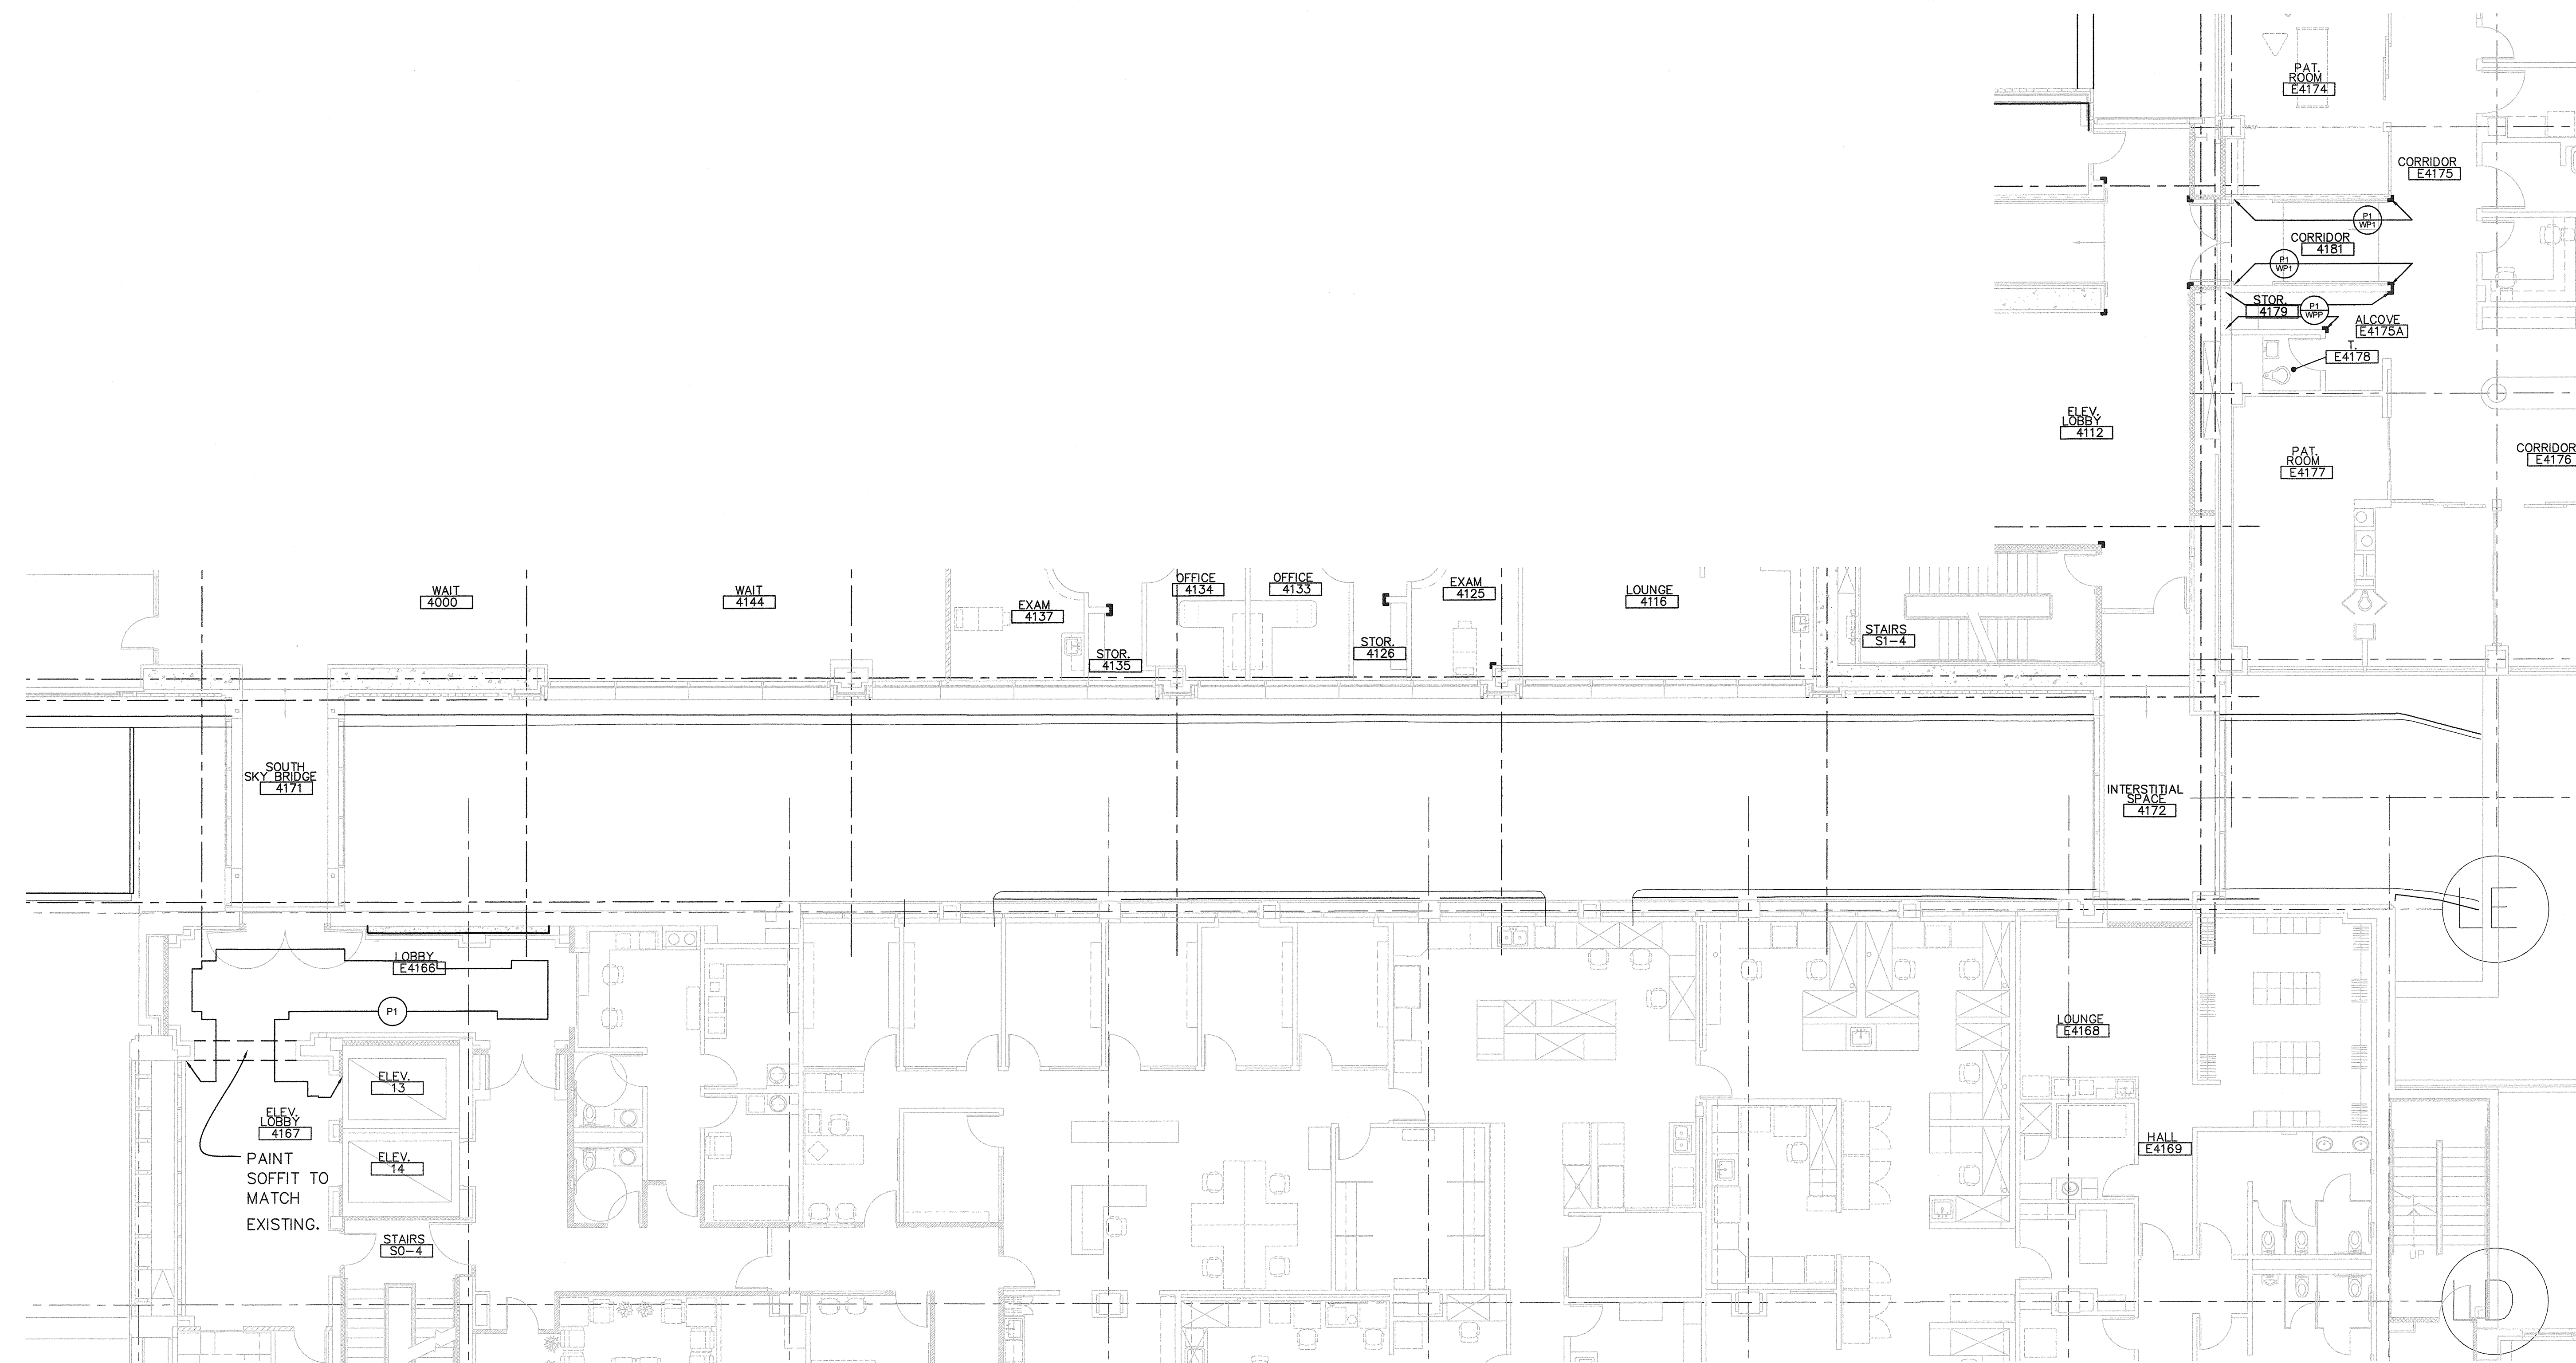 PAT.
ROOM
E4174
CORRIDOR
E4175
P1
WP1
CORRIDOR
4181
P1
WP1
STOR.
4179
P1
WPP
ALCOVE
E4175A
T.
E4178
ELEV.
LOBBY
4112
PAT.
ROOM
E4177
CORRIDOR
E4176
WAIT
4000
WAIT
4144
EXAM
4137
STOR.
4135
OFFICE
4134
OFFICE
4133
STOR.
4126
EXAM
4125
LOUNGE
4116
STAIRS
S1-4
SOUTH
SKY BRIDGE
4171
INTERSTITIAL
SPACE
4172
LE
LOBBY
E4166
P1
ELEV.
13
ELEV.
LOBBY
4167
ELEV.
14
PAINT
SOFFIT TO
MATCH
EXISTING.
STAIRS
S0-4
LOUNGE
E4168
HALL
E4169
UP
LD